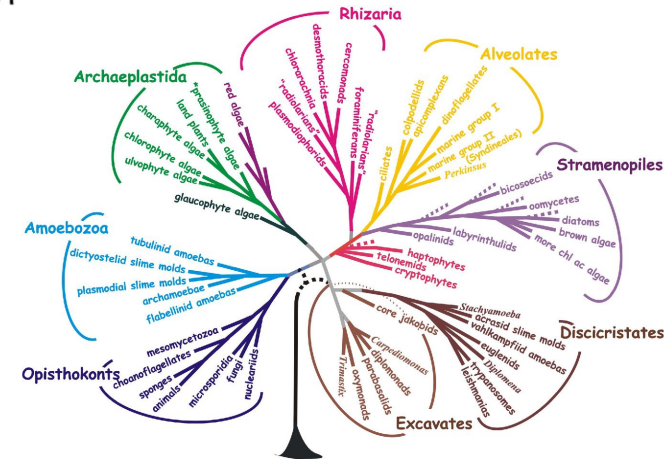 Rhizaria
desmothoracids
cercomonads
chlorarachnia
"radiolarians"
plasmodiophorids
foraminiferans
"radiolarians"
Alveolates
colpodellids
apicomplexans
dinoflagellates
ciliates
marine group I
marine group II
(Syndineales)
Perkinsus
Archaeplastida
red algae
*prasinophyte algae
land plants
charophyte algae
chlorophyte algae
ulvophyte algae
glaucophyte algae
Stramenopiles
bicosoecids
oomycetes
diatoms
brown algae
more chl ac algae
labyrinthulids
opalinids
haptophytes
telonemids
cryptophytes
Amoebozoa
tubulinid amoebas
dictyostelid slime molds
plasmodial slime molds
archamoebae
flabellinid amoebas
Opisthokonts
mesomycetozoa
choanoflagellates
sponges
animals
microsporidia
fungi
nucleariids
Discicristates
Stachyamoeba
acrasid slime molds
vahlkampfiid amoebas
euglenids
Diplonema
trypanosomes
leishmanias
Excavates
core jakobids
Carpediomonas
diplomonads
parabasalids
oxymonads
Trimastix